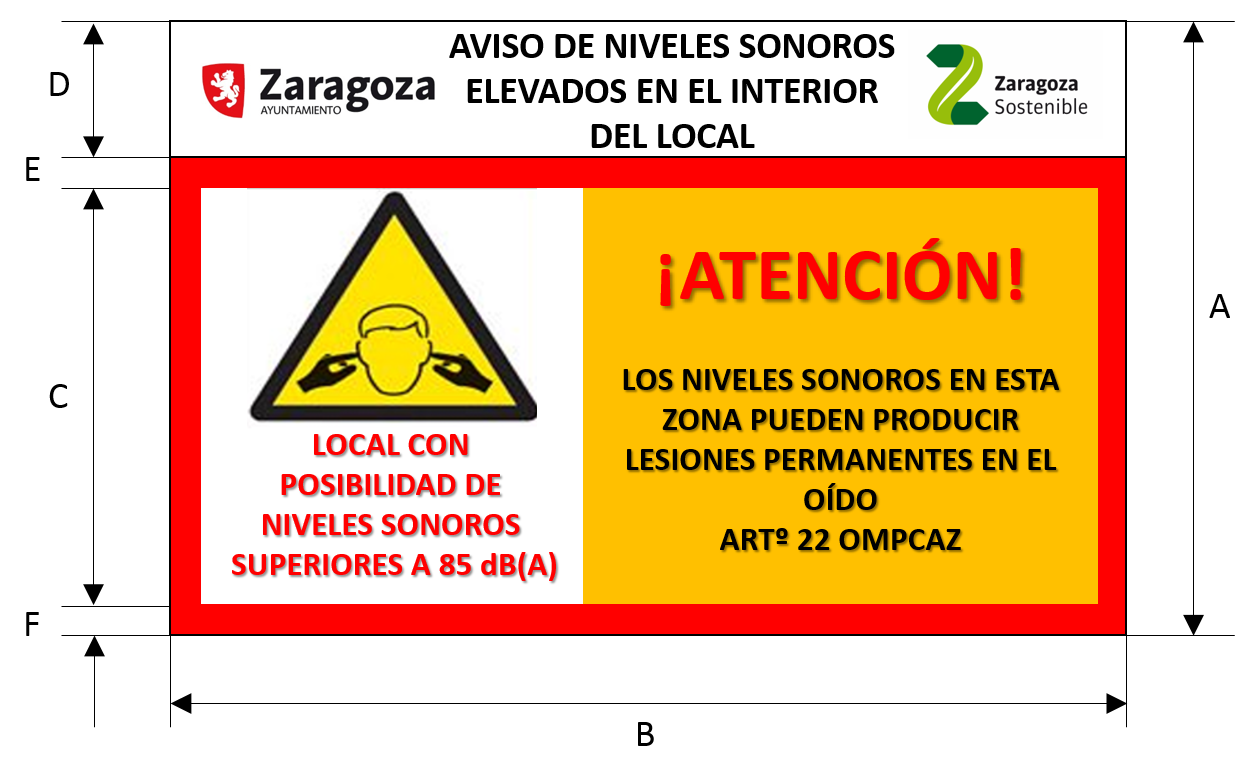 D
E
C
F
A
B
Zaragoza
AYUNTAMIENTO
AVISO DE NIVELES SONOROS
ELEVADOS EN EL INTERIOR
DEL LOCAL
Zaragoza
Sostenible
LOCAL CON
POSIBILIDAD DE
NIVELES SONOROS
SUPERIORES A 85 dB(A)
¡ATENCIÓN!
LOS NIVELES SONOROS EN ESTA
ZONA PUEDEN PRODUCIR
LESIONES PERMANENTES EN EL
OÍDO
ARTº 22 OMPCAZ